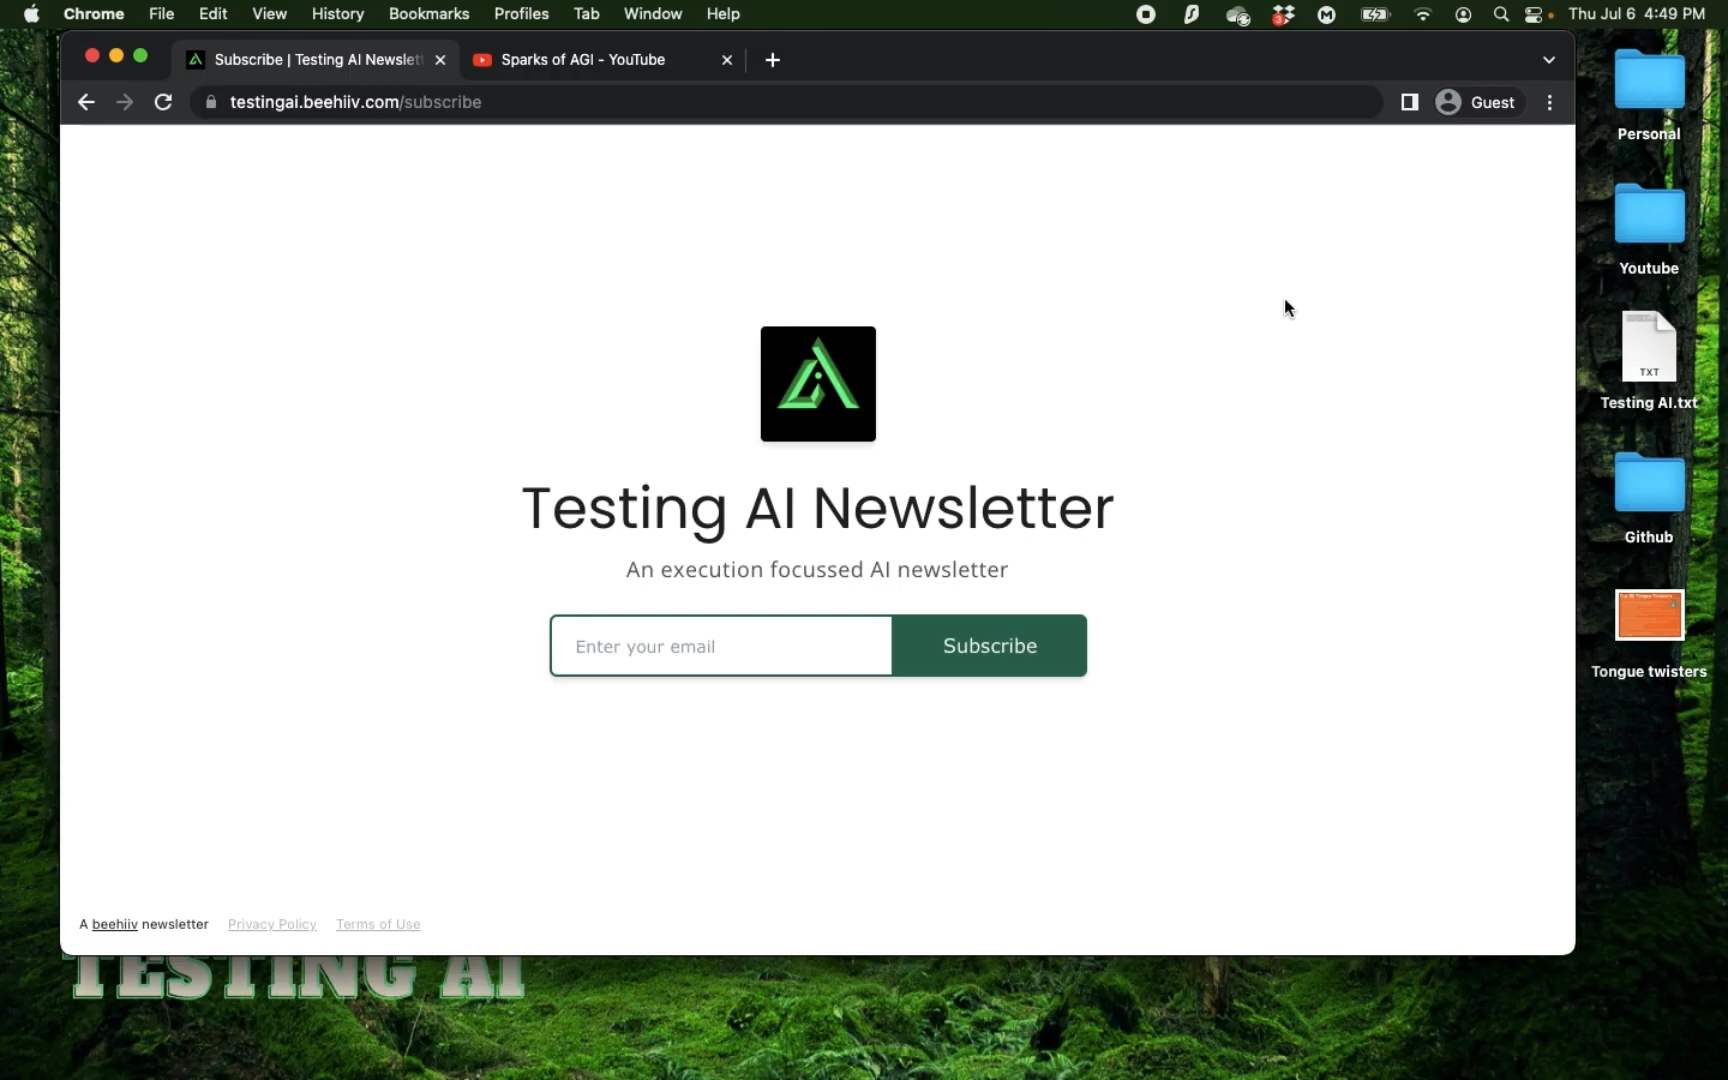 Chrome File Edit View History Bookmarks Profiles Tab Window Help 3 M Thu Jul 6 4:49 PM
Subscribe | Testing AI Newslet Sparks of AGI - YouTube
testingai.beehiiv.com/subscribe Guest
Personal
Youtube
TXT
Testing AI.txt
Github
Tongue twisters
Testing AI Newsletter
An execution focussed AI newsletter
Enter your email Subscribe
A beehiiv newsletter Privacy Policy Terms of Use
TESTING AI